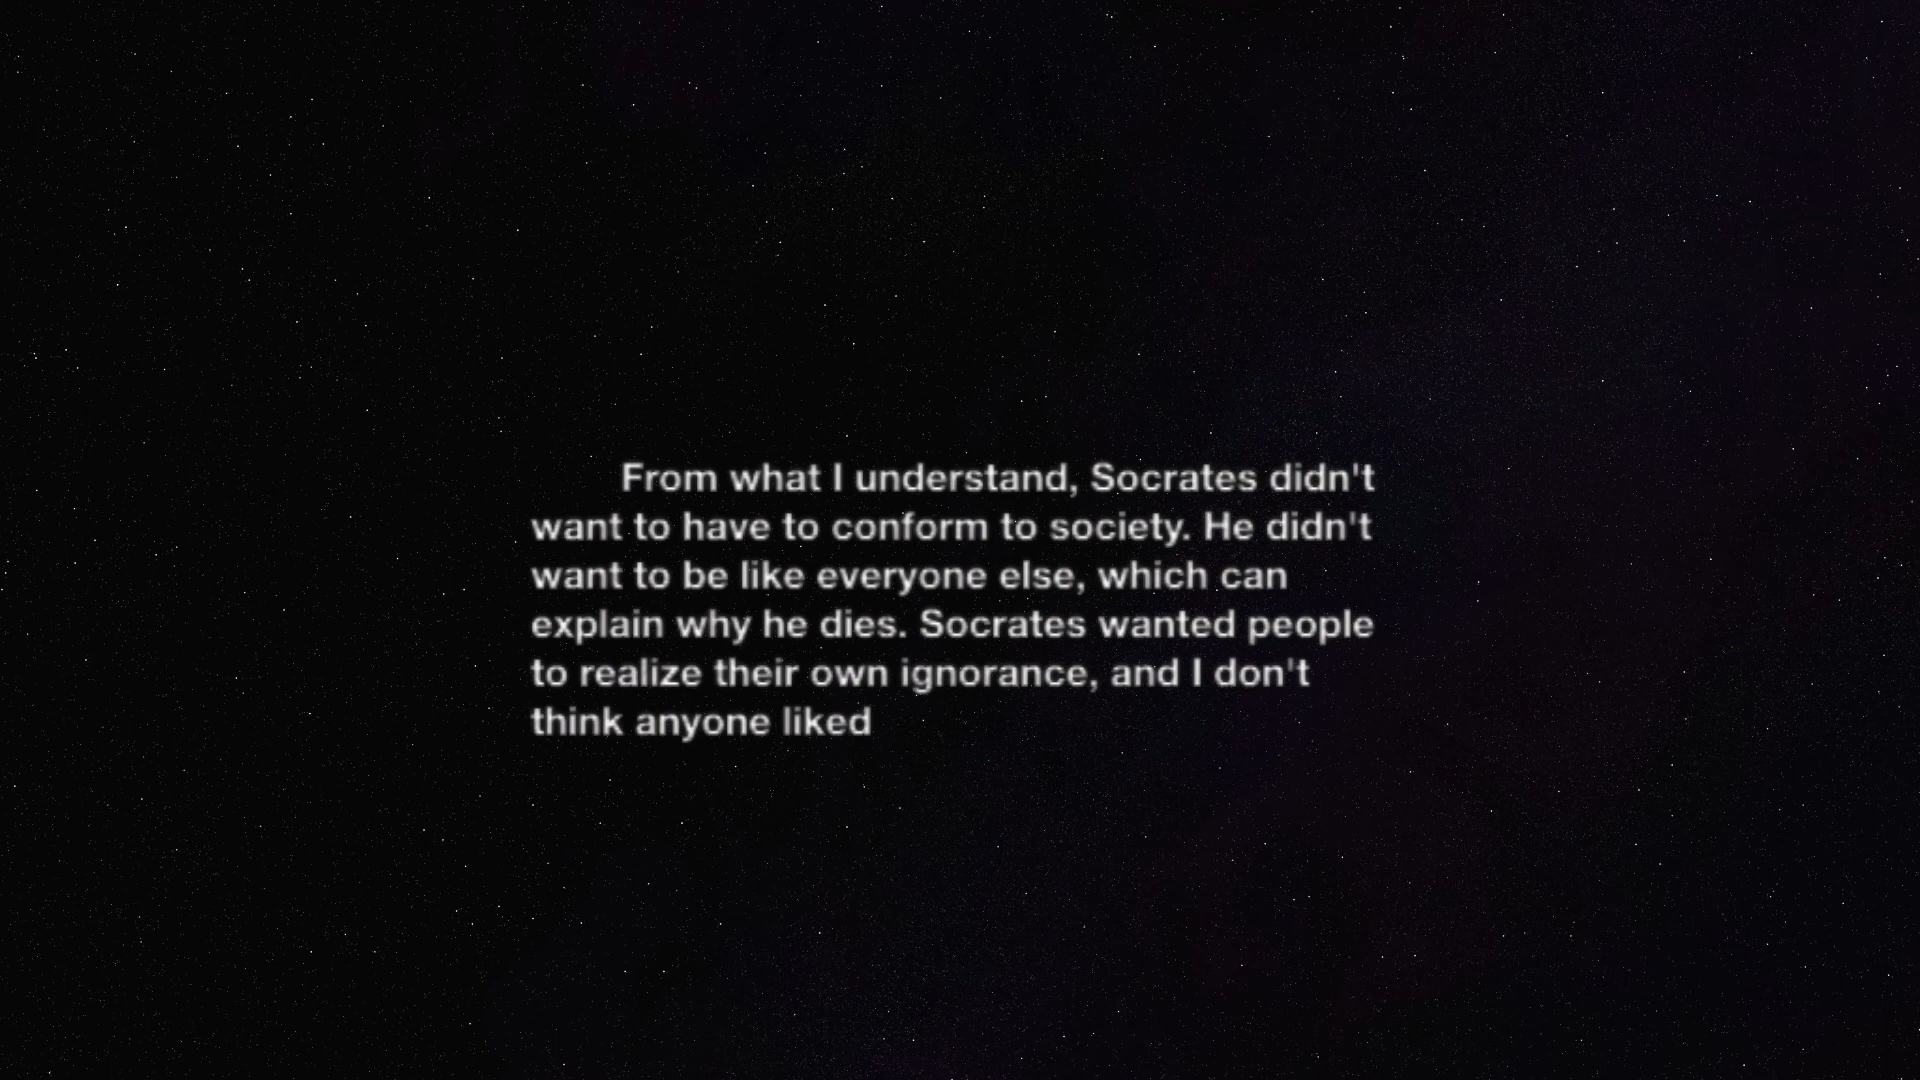 From what I understand, Socrates didn't
want to have to conform to society. He didn't
want to be like everyone else, which can
explain why he dies. Socrates wanted people
to realize their own ignorance, and I don't
think anyone liked